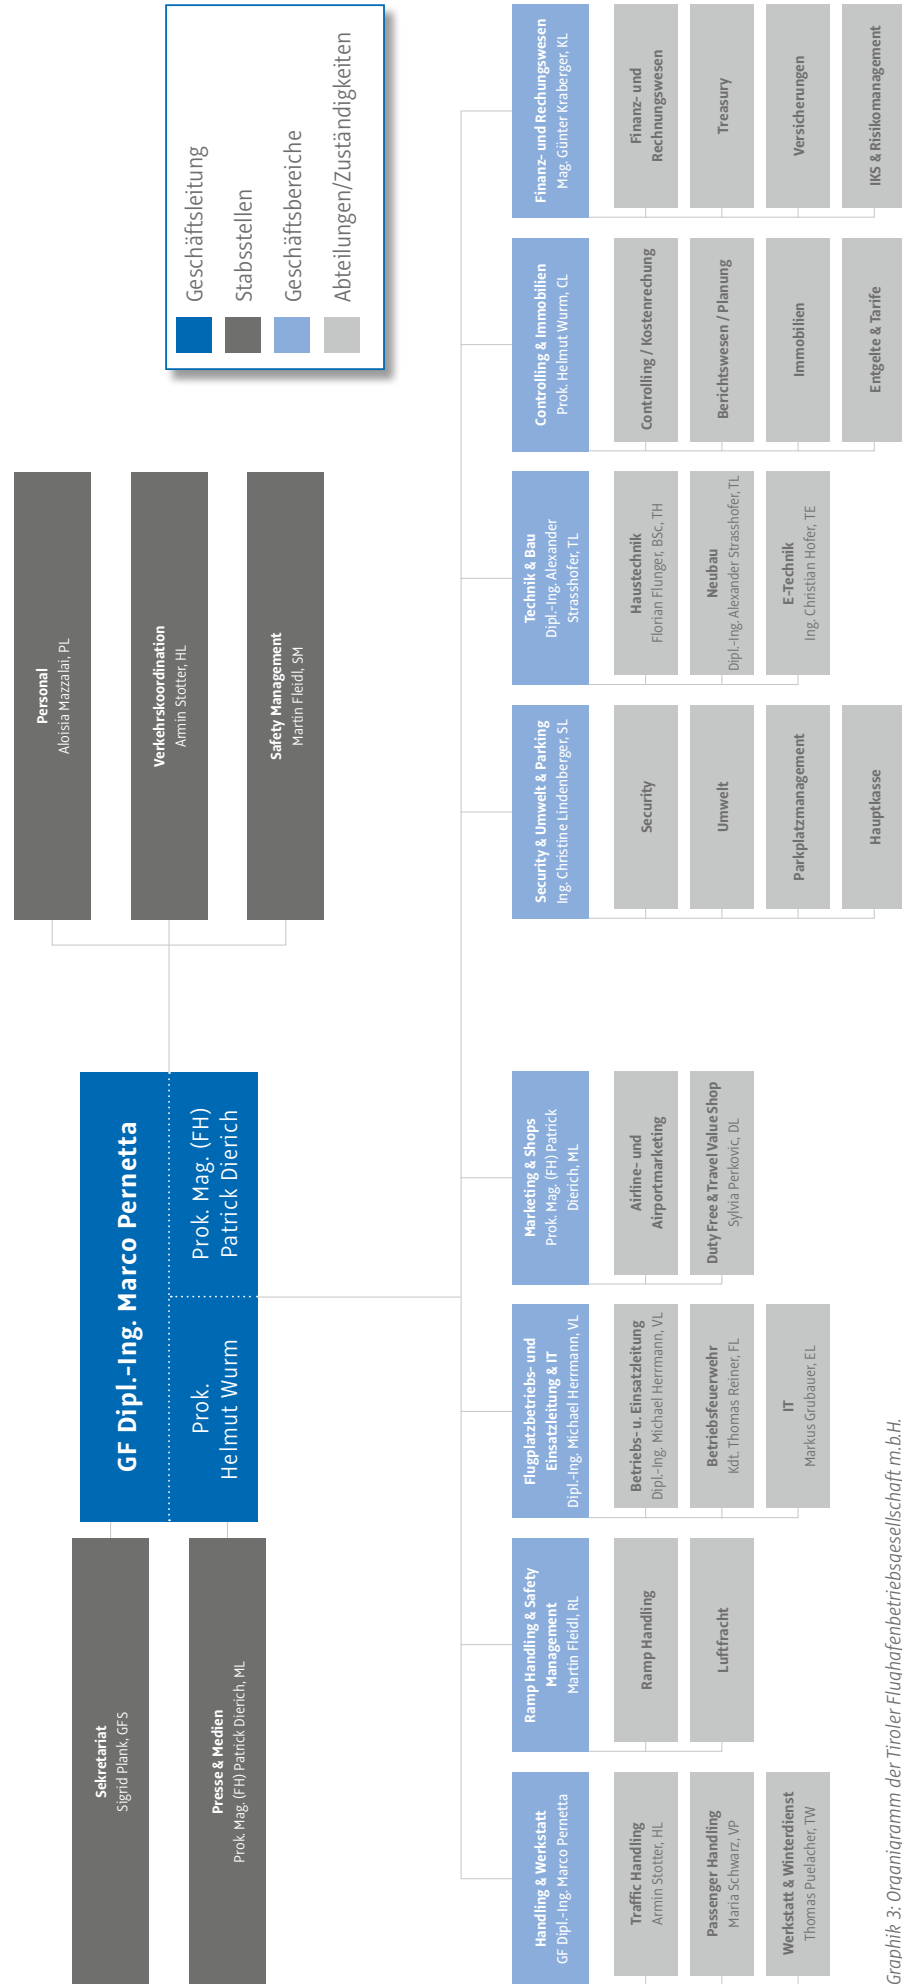 GF Dipl.-Ing. Marco Pernetta
Prok.
Helmut Wurm
Prok. Mag. (FH)
Patrick Dierich
Sekretariat
Sigrid Plank, GFS
Presse & Medien
Prok. Mag. (FH) Patrick Dierich, ML
Personal
Aloisia Mazzalai, PL
Verkehrskoordination
Armin Stotter, HL
Safety Management
Martin Fleidl, SM
Geschäftsleitung
Stabsstellen
Geschäftsbereiche
Abteilungen/Zuständigkeiten
Handling & Werkstatt
GF Dipl.-Ing. Marco Pernetta
Traffic Handling
Armin Stotter, HL
Passenger Handling
Maria Schwarz, VP
Werkstatt & Winterdienst
Thomas Puelacher, TW
Ramp Handling & Safety
Management
Martin Fleidl, RL
Ramp Handling
Luftfracht
Flugplatzbetriebs- und
Einsatzleitung & IT
Dipl.-Ing. Michael Herrmann, VL
Betriebs- u. Einsatzleitung
Dipl.-Ing. Michael Herrmann, VL
Betriebsfeuerwehr
Kdt. Thomas Reiner, FL
IT
Markus Grubauer, EL
Marketing & Shops
Prok. Mag. (FH) Patrick
Dierich, ML
Airline- und
Airportmarketing
Duty Free & Travel Value Shop
Sylvia Perkovic, DL
Security & Umwelt & Parking
Ing. Christine Lindenberger, SL
Security
Umwelt
Parkplatzmanagement
Hauptkasse
Technik & Bau
Dipl.-Ing. Alexander
Strasshofer, TL
Haustechnik
Florian Flunger, BSc, TH
Neubau
Dipl.-Ing. Alexander Strasshofer, TL
E-Technik
Ing. Christian Hofer, TE
Controlling & Immobilien
Prok. Helmut Wurm, CL
Controlling / Kostenrechung
Berichtswesen / Planung
Immobilien
Entgelte & Tarife
Finanz- und Rechungswesen
Mag. Günter Kraberger, KL
Finanz- und
Rechnungswesen
Treasury
Versicherungen
IKS & Risikomanagement
Graphik 3: Organigramm der Tiroler Flughafenbetriebsgesellschaft m.b.H.